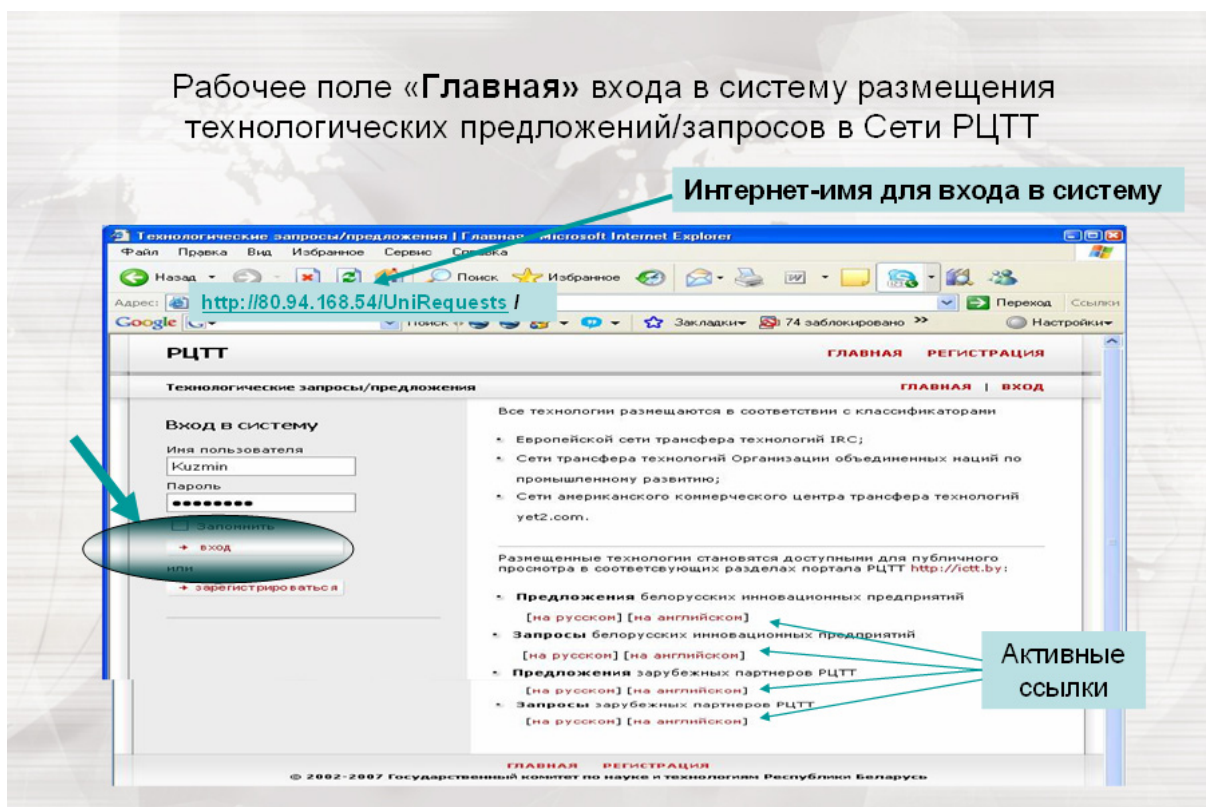 Рабочее поле «Главная» входа в систему размещения
технологических предложений/запросов в Сети РЦТТ
Интернет-имя для входа в систему
Технологические запросы/предложения | Главная - Microsoft Internet Explorer
Файл Правка Вид Избранное Сервис Справка
Назад Поиск Избранное
Адрес: http://80.94.168.54/UniRequests / Переход Ссылки
Google Поиск Закладки 74 заблокировано Настройки
РЦТТ ГЛАВНАЯ РЕГИСТРАЦИЯ
Технологические запросы/предложения ГЛАВНАЯ | ВХОД
Вход в систему
Имя пользователя
Kuzmin
Пароль
Запомнить
вход
или
зарегистрироваться
Все технологии размещаются в соответствии с классификаторами
Европейской сети трансфера технологий IRC;
Сети трансфера технологий Организации объединенных наций по
промышленному развитию;
Сети американского коммерческого центра трансфера технологий
yet2.com.
Размещенные технологии становятся доступными для публичного
просмотра в соответсвующих разделах портала РЦТТ http://ictt.by:
Предложения белорусских инновационных предприятий
[на русском] [на английском]
Запросы белорусских инновационных предприятий
[на русском] [на английском]
Предложения зарубежных партнеров РЦТТ
[на русском] [на английском]
Запросы зарубежных партнеров РЦТТ
[на русском] [на английском]
Активные
ссылки
ГЛАВНАЯ РЕГИСТРАЦИЯ
© 2002-2007 Государственный комитет по науке и технологиям Республики Беларусь